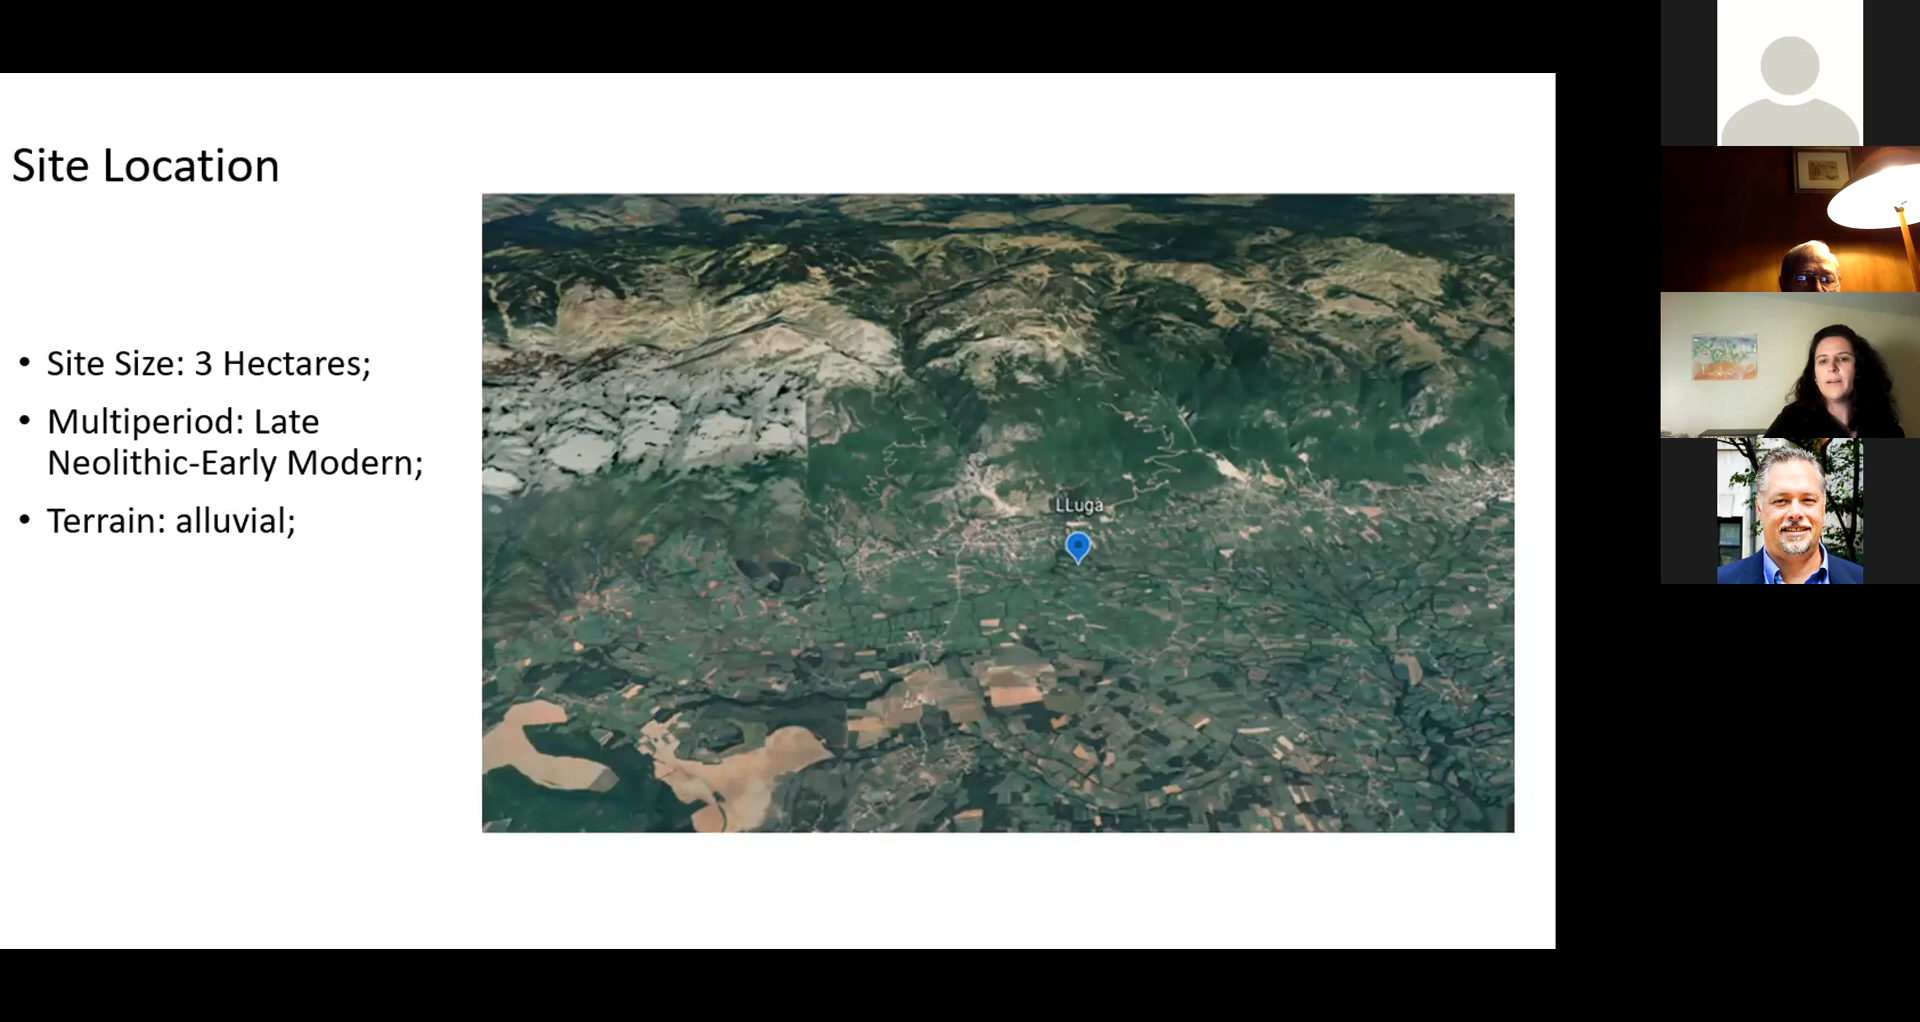 Site Location
• Site Size: 3 Hectares;
• Multiperiod: Late
Neolithic-Early Modern;
• Terrain: alluvial;
LLuga